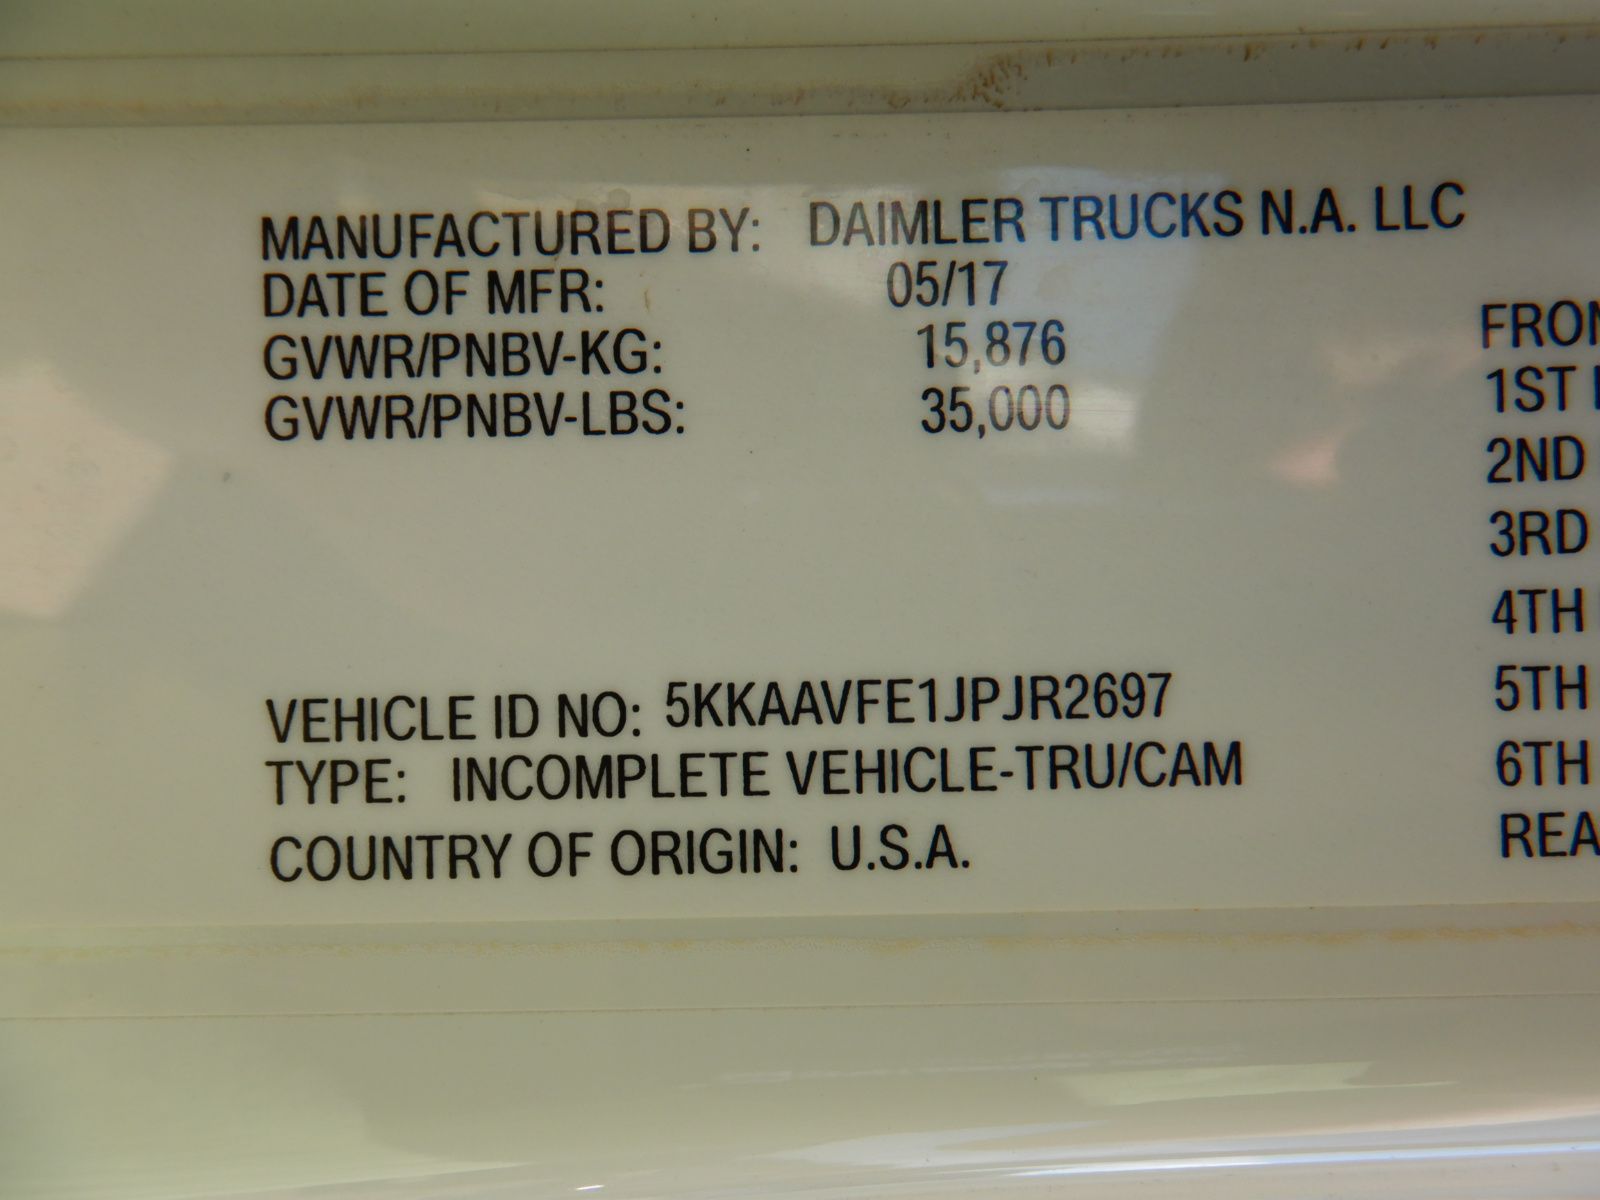 MANUFACTURED BY: DAIMLER TRUCKS N.A. LLC
DATE OF MFR: 05/17
GVWR/PNBV-KG: 15,876
GVWR/PNBV-LBS: 35,000
VEHICLE ID NO: 5KKAAVFE1JPJR2697
TYPE: INCOMPLETE VEHICLE-TRU/CAM
COUNTRY OF ORIGIN: U.S.A.
1ST
2ND
3RD
4TH
5TH
6TH